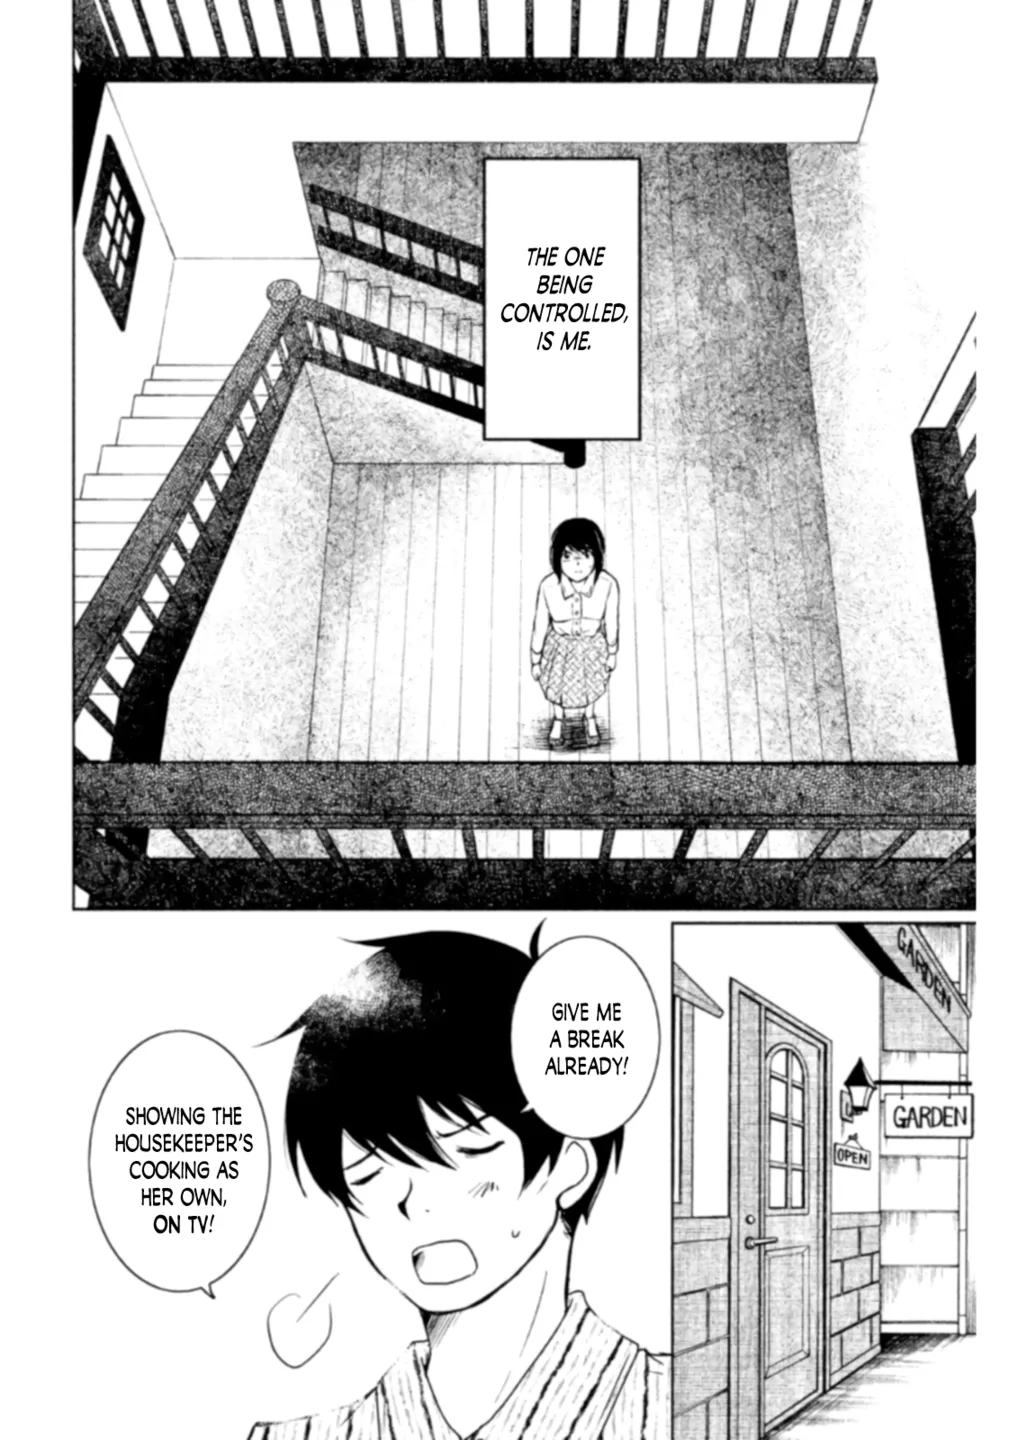 THE ONE
BEING
CONTROLLED,
IS ME.
GARDEN
GARDEN
OPEN
GIVE ME
A BREAK
ALREADY!
SHOWING THE
HOUSEKEEPER'S
COOKING AS
HER OWN,
ON TV!